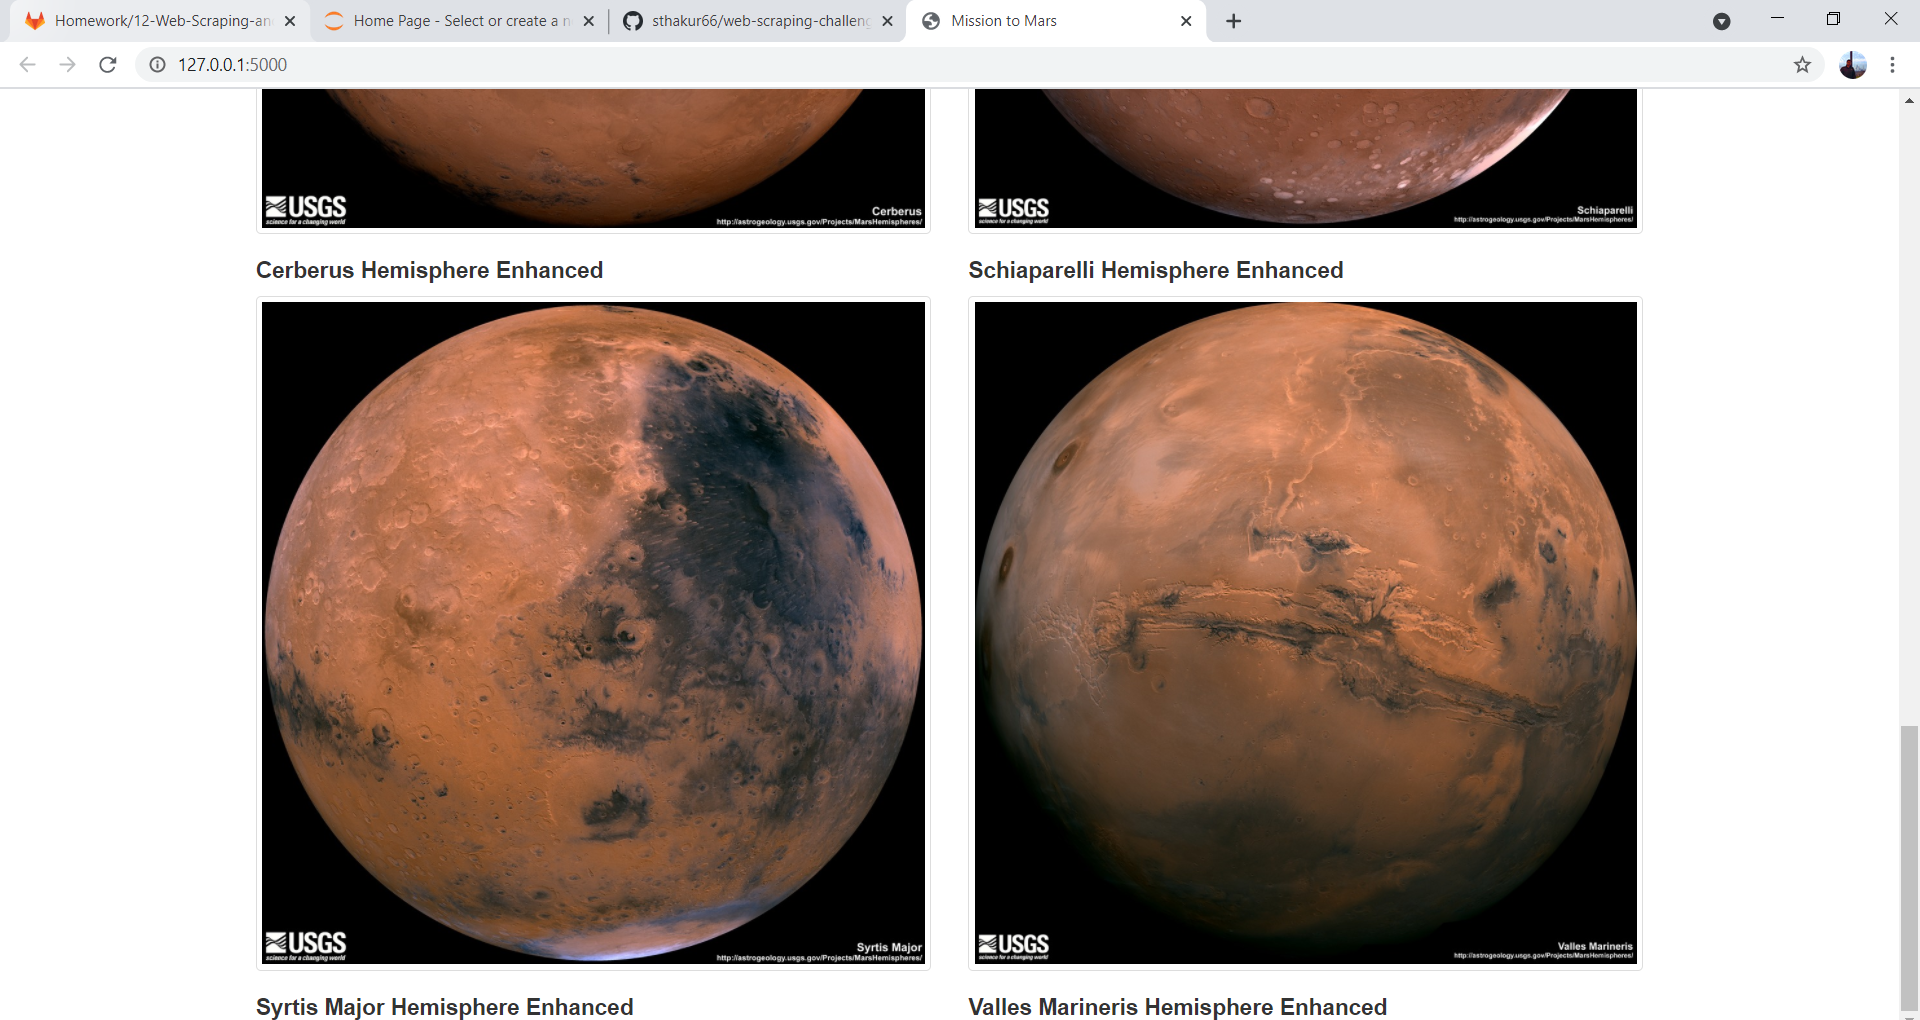 Homework/12-Web-Scraping-an
Home Page - Select or create a n
sthakur66/web-scraping-challeng
Mission to Mars
127.0.0.1:5000
USGS
science for a changing world
Cerberus
http://astrogeology.usgs.gov/Projects/MarsHemispheres/
USGS
science for a changing world
Schiaparelli
http://astrogeology.usgs.gov/Projects/MarsHemispheres/
Cerberus Hemisphere Enhanced
Schiaparelli Hemisphere Enhanced
USGS
science for a changing world
Syrtis Major
http://astrogeology.usgs.gov/Projects/MarsHemispheres/
USGS
science for a changing world
Valles Marineris
http://astrogeology.usgs.gov/Projects/MarsHemispheres/
Syrtis Major Hemisphere Enhanced
Valles Marineris Hemisphere Enhanced